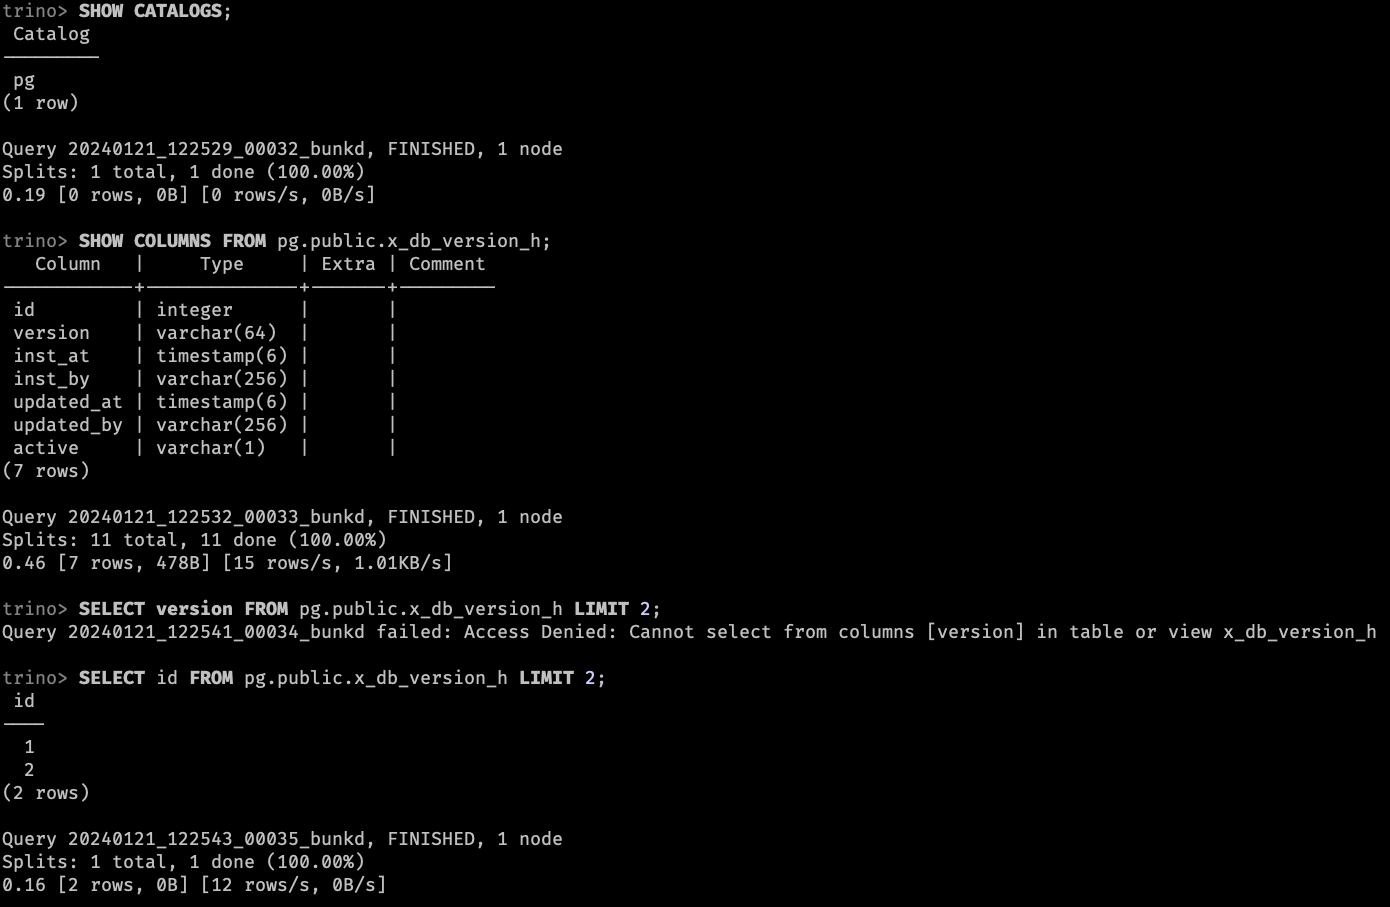 trino> SHOW CATALOGS;
 Catalog
─────────
 pg
(1 row)

Query 20240121_122529_00032_bunkd, FINISHED, 1 node
Splits: 1 total, 1 done (100.00%)
0.19 [0 rows, 0B] [0 rows/s, 0B/s]

trino> SHOW COLUMNS FROM pg.public.x_db_version_h;
   Column   |     Type     | Extra | Comment
────────────+──────────────+───────+─────────
 id         | integer      |       |
 version    | varchar(64)  |       |
 inst_at    | timestamp(6) |       |
 inst_by    | varchar(256) |       |
 updated_at | timestamp(6) |       |
 updated_by | varchar(256) |       |
 active     | varchar(1)   |       |
(7 rows)

Query 20240121_122532_00033_bunkd, FINISHED, 1 node
Splits: 11 total, 11 done (100.00%)
0.46 [7 rows, 478B] [15 rows/s, 1.01KB/s]

trino> SELECT version FROM pg.public.x_db_version_h LIMIT 2;
Query 20240121_122541_00034_bunkd failed: Access Denied: Cannot select from columns [version] in table or view x_db_version_h

trino> SELECT id FROM pg.public.x_db_version_h LIMIT 2;
 id
────
  1
  2
(2 rows)

Query 20240121_122543_00035_bunkd, FINISHED, 1 node
Splits: 1 total, 1 done (100.00%)
0.16 [2 rows, 0B] [12 rows/s, 0B/s]